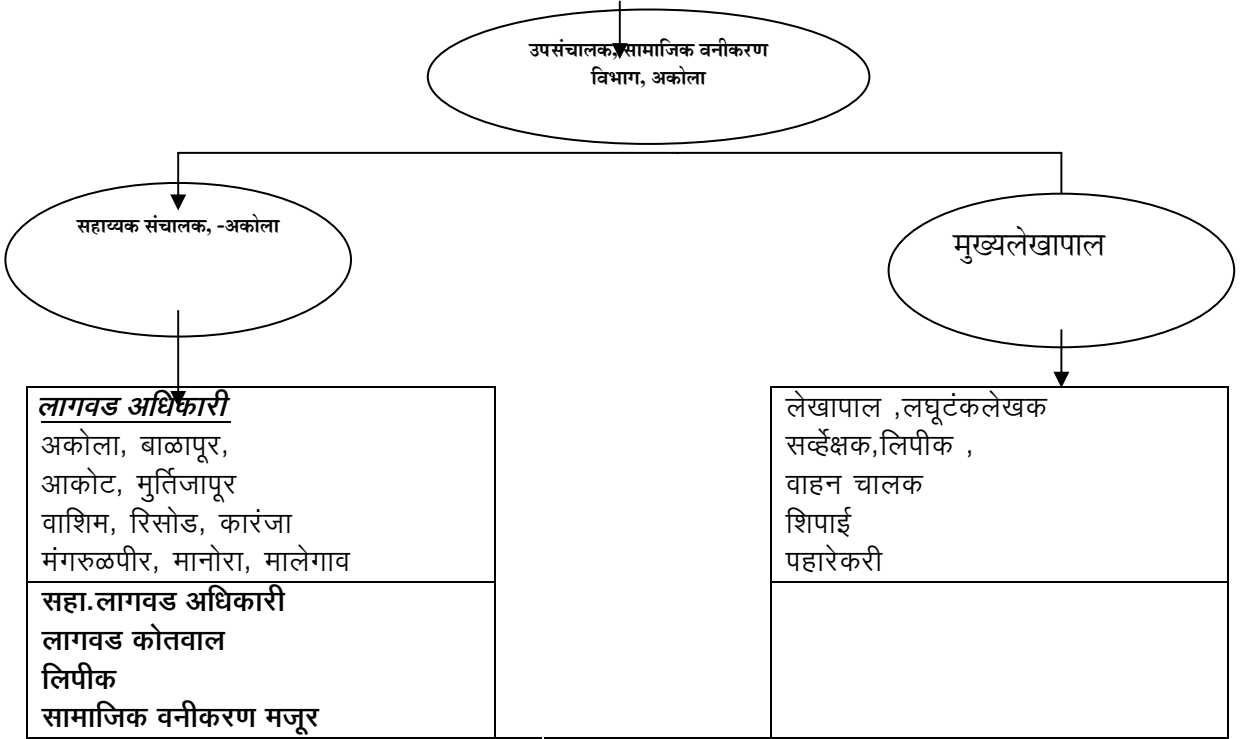 उपसंचालक, सामाजिक वनीकरण
विभाग, अकोला
सहाय्यक संचालक, -अकोला
मुख्यलेखापाल
लागवड अधिकारी
अकोला, बाळापूर,
आकोट, मुर्तिजापूर
वाशिम, रिसोड, कारंजा
मंगरुळपीर, मानोरा, मालेगाव
सहा.लागवड अधिकारी
लागवड कोतवाल
लिपीक
सामाजिक वनीकरण मजूर
लेखापाल ,लघूटंकलेखक
सर्व्हेक्षक,लिपीक ,
वाहन चालक
शिपाई
पहारेकरी